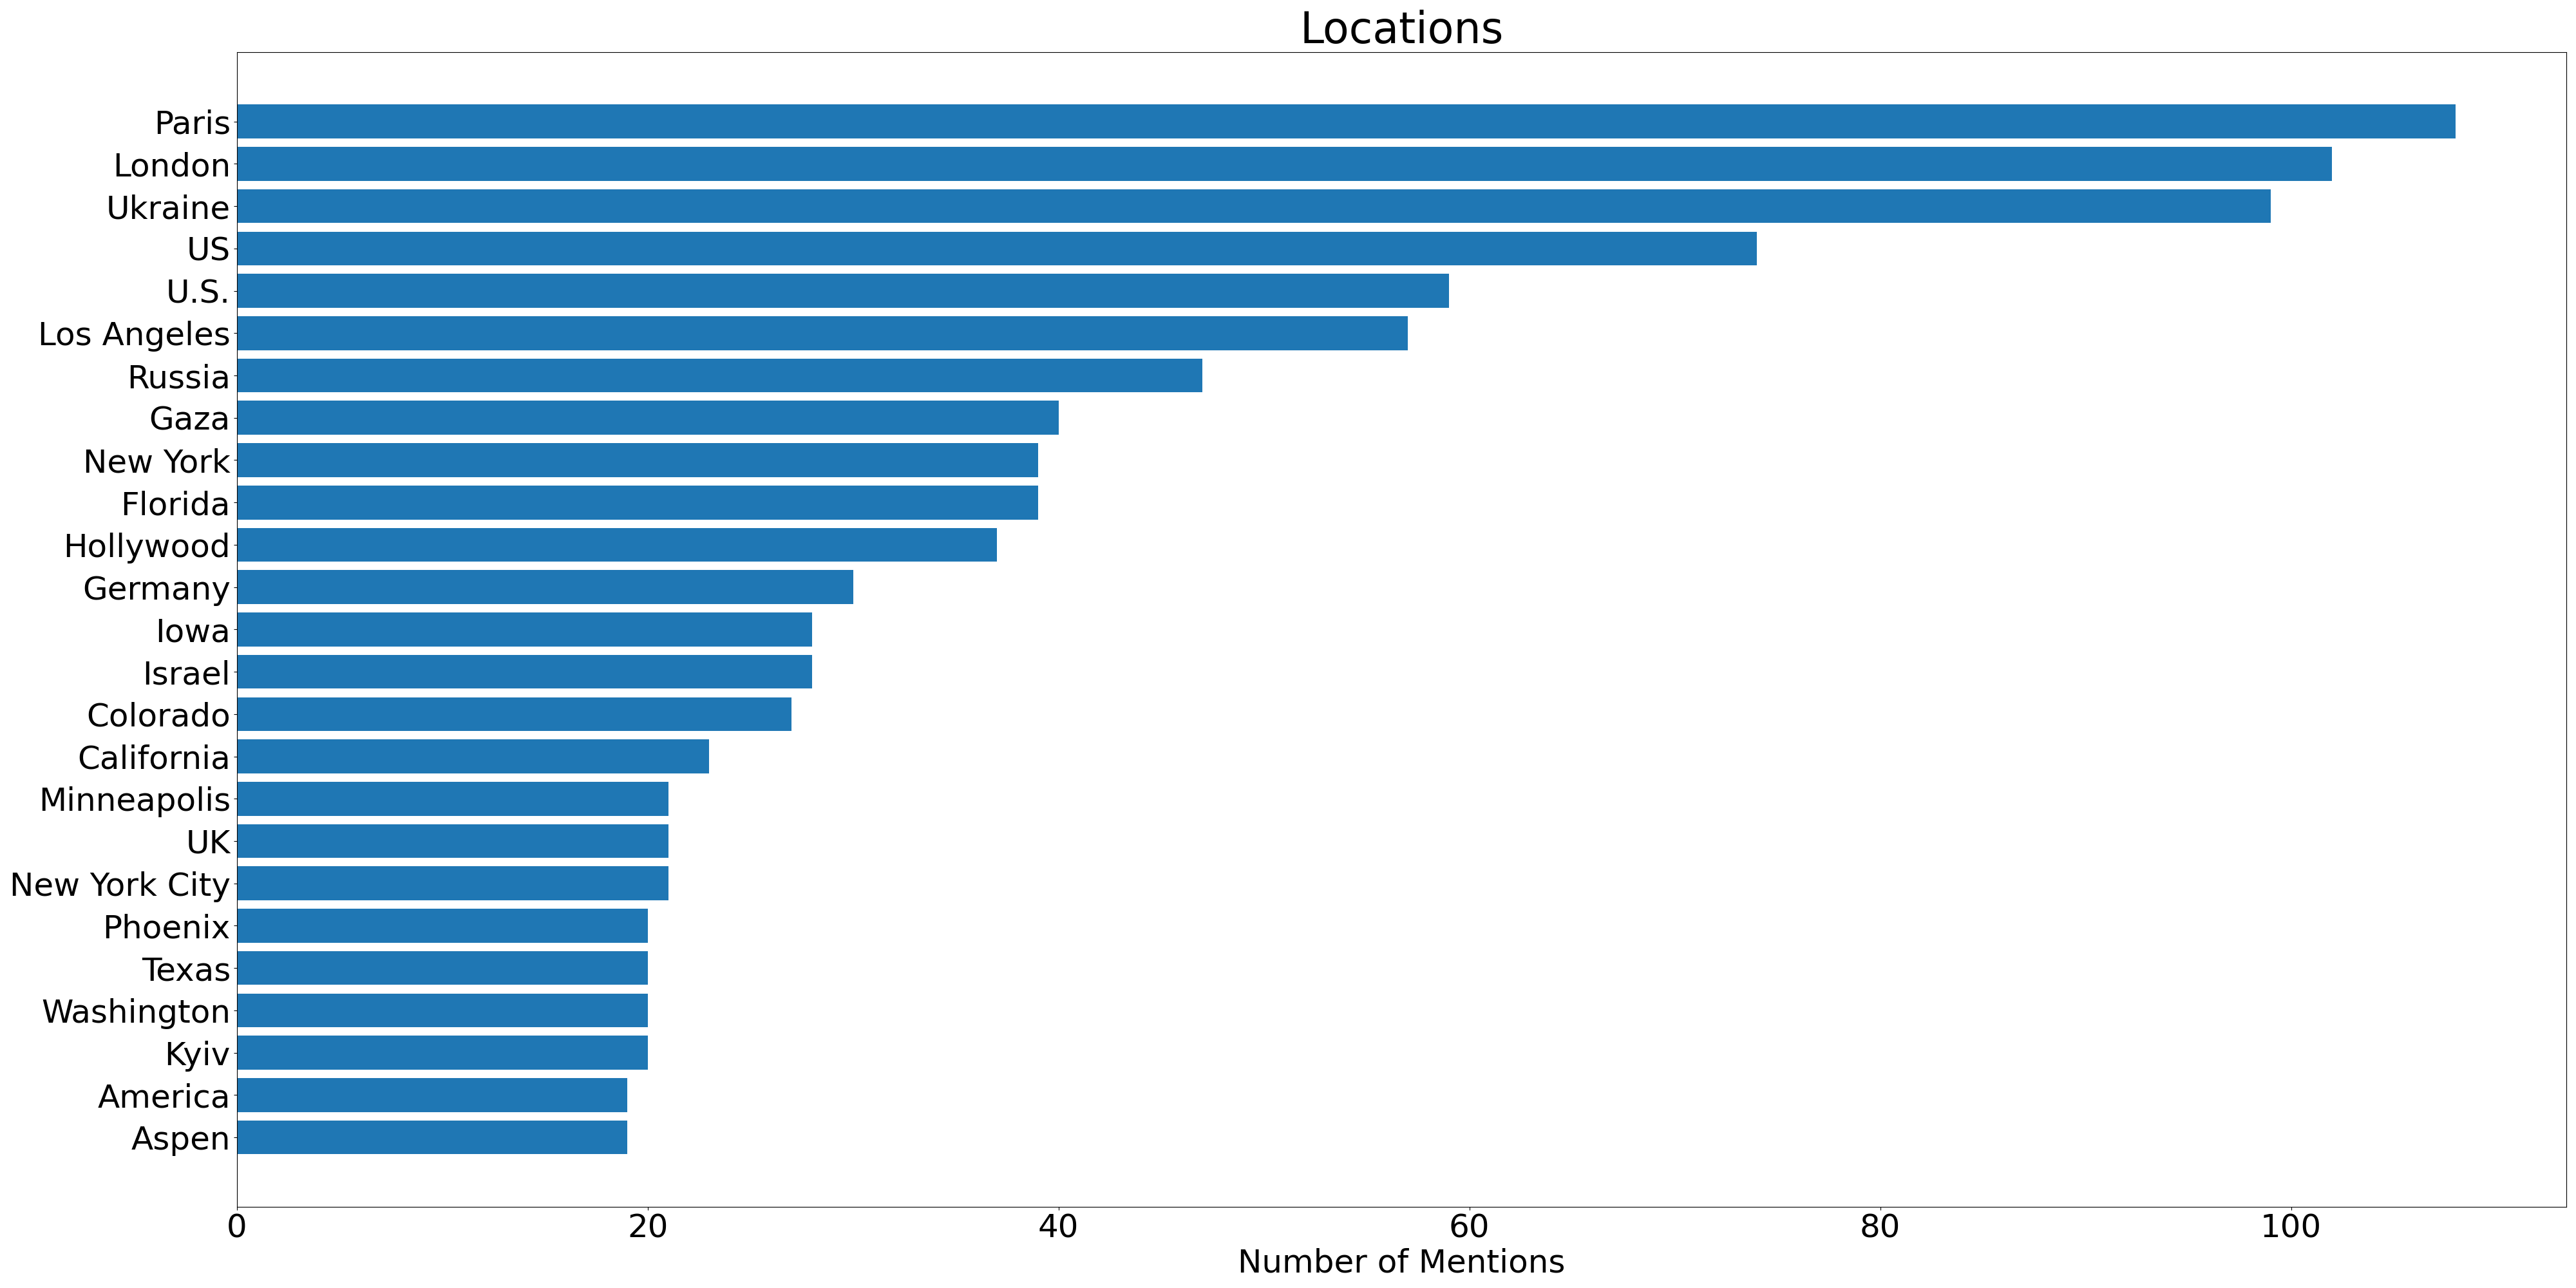 Locations
Paris
London
Ukraine
US
U.S.
Los Angeles
Russia
Gaza
New York
Florida
Hollywood
Germany
Iowa
Israel
Colorado
California
Minneapolis
UK
New York City
Phoenix
Texas
Washington
Kyiv
America
Aspen
0 20 40 60 80 100
Number of Mentions